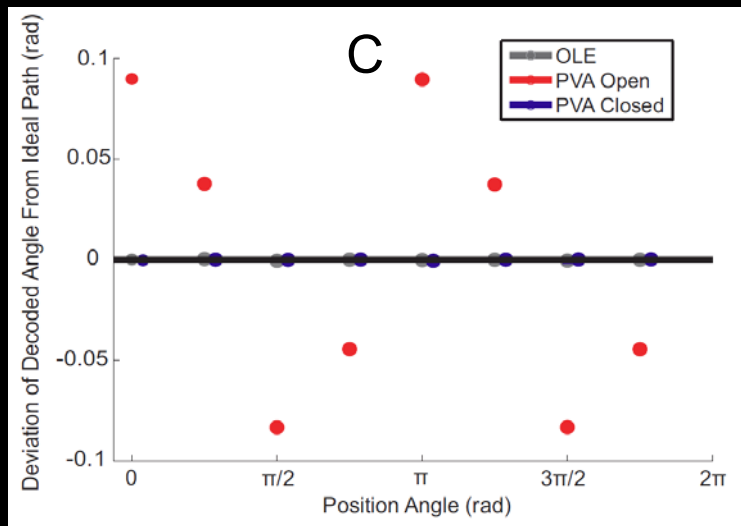 C
OLE
PVA Open
PVA Closed
Deviation of Decoded Angle From Ideal Path (rad)
0.1
0.05
0
-0.05
-0.1
0
π/2
π
3π/2
2π
Position Angle (rad)